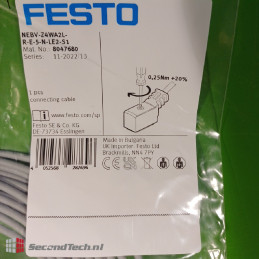 FESTO
NEBV-Z4WA2L-
R-E-5-N-LE2-S1
Mat. No.: 8047680
Series: 11-2022 13
0,25Nm +20%
1 pcs
connecting cable
www.festo.com/sp
Festo SE & Co. KG
DE-73734 Esslingen
Made in Bulgaria
UK Importer: Festo Ltd
Brackmills, NN4 7PY
4 052568
SecondTech.nl